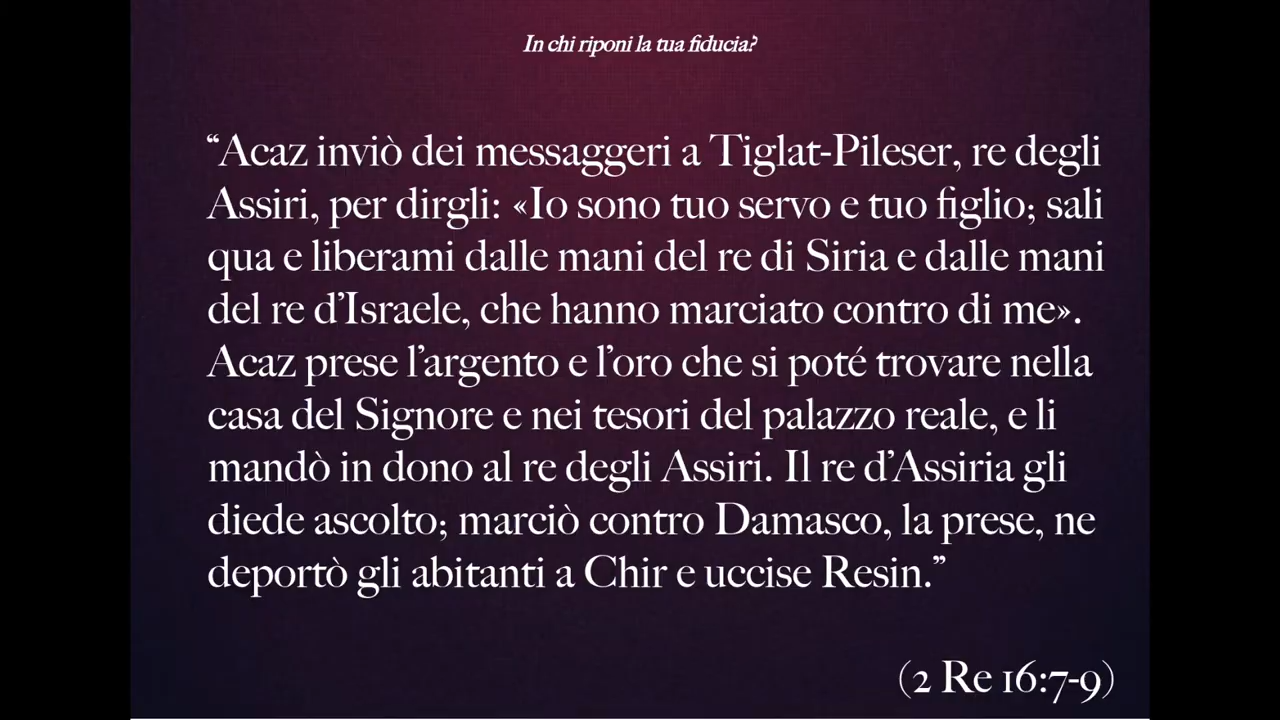 In chi riponi la tua fiducia?
“Acaz inviò dei messaggeri a Tiglat-Pileser, re degli
Assiri, per dirgli: «Io sono tuo servo e tuo figlio; sali
qua e liberami dalle mani del re di Siria e dalle mani
del re d’Israele, che hanno marciato contro di me».
Acaz prese l’argento e l’oro che si poté trovare nella
casa del Signore e nei tesori del palazzo reale, e li
mandò in dono al re degli Assiri. Il re d’Assiria gli
diede ascolto; marciò contro Damasco, la prese, ne
deportò gli abitanti a Chir e uccise Resin.”
(2 Re 16:7-9)